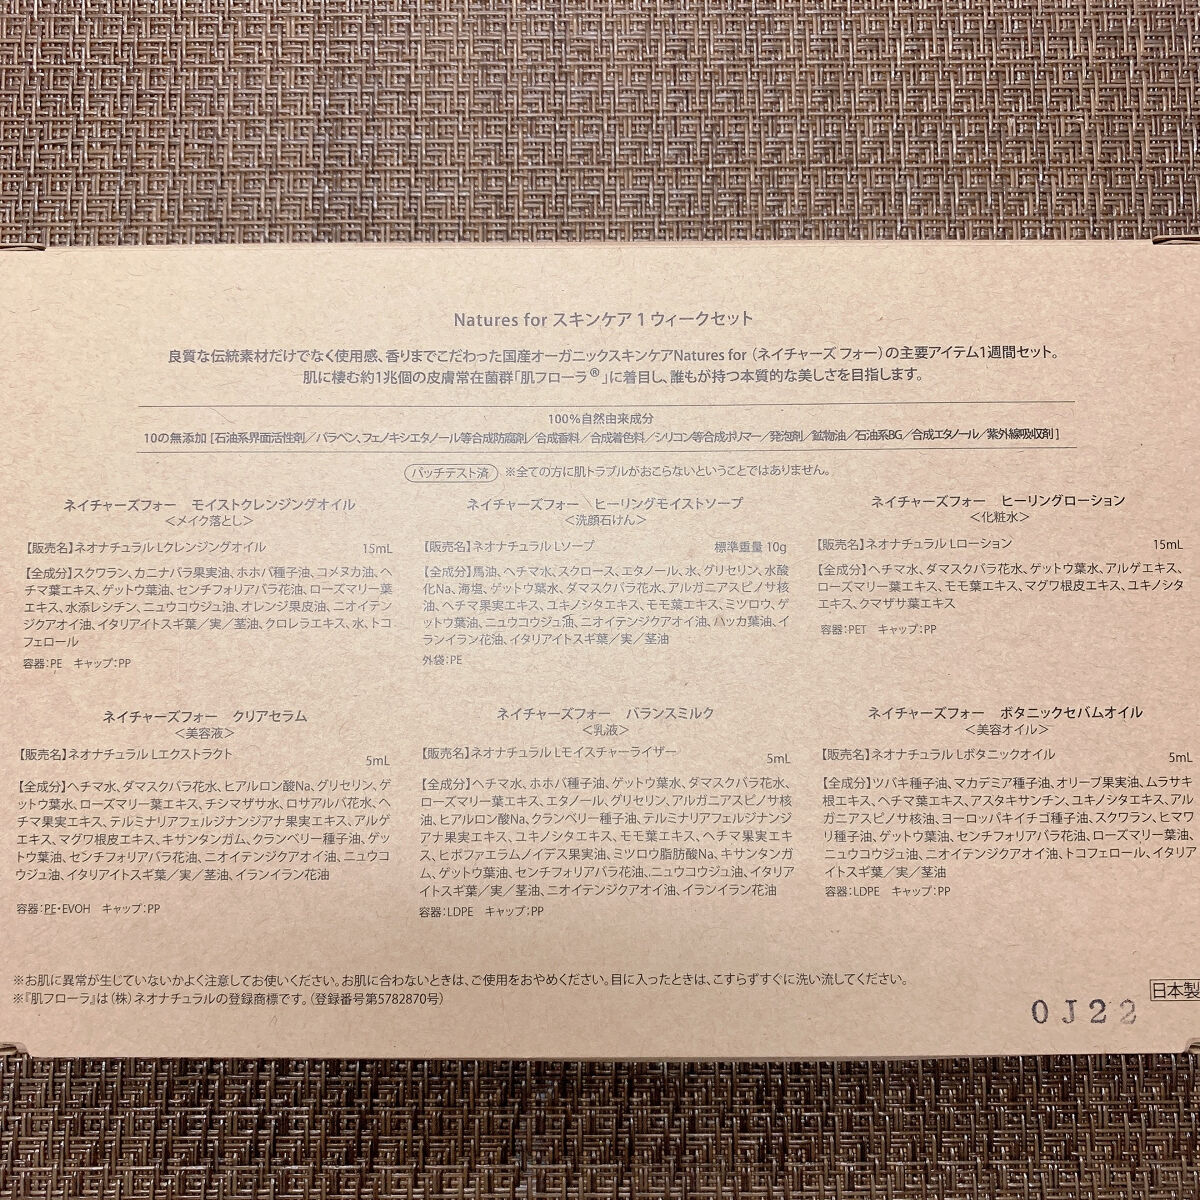 Natures for スキンケア 1 ウィークセット
良質な伝統素材だけでなく使用感、香りまでこだわった国産オーガニックスキンケアNatures for（ネイチャーズ フォー）の主要アイテム1週間セット。
肌に棲む約1兆個の皮膚常在菌群「肌フローラ®」に着目し、誰もが持つ本質的な美しさを目指します。
100%自然由来成分
10の無添加 [石油系界面活性剤／パラベン、フェノキシエタノール等合成防腐剤／合成香料／合成着色料／シリコン等合成ポリマー／発泡剤／鉱物油／石油系BG／合成エタノール／紫外線吸収剤]
パッチテスト済 ※全ての方に肌トラブルがおこらないということではありません。
ネイチャーズフォー　モイストクレンジングオイル
＜メイク落とし＞
【販売名】ネオナチュラル Lクレンジングオイル 15mL
【全成分】スクワラン、カニナバラ果実油、ホホバ種子油、コメヌカ油、ヘ
チマ葉エキス、ゲットウ葉油、センチフォリアバラ花油、ローズマリー葉
エキス、水添レシチン、ニュウコウジュ油、オレンジ果皮油、ニオイテン
ジクアオイ油、イタリアイトスギ葉／実／茎油、クロレラエキス、水、トコ
フェロール
容器：PE　キャップ：PP
ネイチャーズフォー　ヒーリングモイストソープ
＜洗顔石けん＞
【販売名】ネオナチュラル Lソープ 標準重量 10g
【全成分】馬油、ヘチマ水、スクロース、エタノール、水、グリセリン、水酸
化Na、海塩、ゲットウ葉水、ダマスクバラ花水、アルガニアスピノサ核
油、ヘチマ果実エキス、ユキノシタエキス、モモ葉エキス、ミツロウ、ゲ
ットウ葉油、ニュウコウジュ油、ニオイテンジクアオイ油、ハッカ葉油、イ
ランイラン花油、イタリアイトスギ葉／実／茎油
外袋：PE
ネイチャーズフォー　ヒーリングローション
＜化粧水＞
【販売名】ネオナチュラル Lローション 15mL
【全成分】ヘチマ水、ダマスクバラ花水、ゲットウ葉水、アルゲエキス、
ローズマリー葉エキス、モモ葉エキス、マグワ根皮エキス、ユキノシタ
エキス、クマザサ葉エキス
容器：PET　キャップ：PP
ネイチャーズフォー　クリアセラム
＜美容液＞
【販売名】ネオナチュラル Lエクストラクト 5mL
【全成分】ヘチマ水、ダマスクバラ花水、ヒアルロン酸Na、グリセリン、ゲ
ットウ葉水、ローズマリー葉エキス、チシマザサ水、ロサアルバ花水、ヘ
チマ果実エキス、テルミナリアフェルジナンジアナ果実エキス、アルゲ
エキス、マグワ根皮エキス、キサンタンガム、クランベリー種子油、ゲッ
トウ葉油、センチフォリアバラ花油、ニオイテンジクアオイ油、ニュウコ
ウジュ油、イタリアイトスギ葉／実／茎油、イランイラン花油
容器：PE・EVOH　キャップ：PP
ネイチャーズフォー　バランスミルク
＜乳液＞
【販売名】ネオナチュラル Lモイスチャーライザー 5mL
【全成分】ヘチマ水、ホホバ種子油、ゲットウ葉水、ダマスクバラ花水、
ローズマリー葉エキス、エタノール、グリセリン、アルガニアスピノサ核
油、ヒアルロン酸Na、クランベリー種子油、テルミナリアフェルジナンジ
アナ果実エキス、ユキノシタエキス、モモ葉エキス、ヘチマ果実エキ
ス、ヒポファエラムノイデス果実油、ミツロウ脂肪酸Na、キサンタンガ
ム、ゲットウ葉油、センチフォリアバラ花油、ニュウコウジュ油、イタリア
イトスギ葉／実／茎油、ニオイテンジクアオイ油、イランイラン花油
容器：LDPE　キャップ：PP
ネイチャーズフォー　ボタニックセバムオイル
＜美容オイル＞
【販売名】ネオナチュラル Lボタニックオイル 5mL
【全成分】ツバキ種子油、マカデミア種子油、オリーブ果実油、ムラサキ
根エキス、ヘチマ葉エキス、アスタキサンチン、ユキノシタエキス、アル
ガニアスピノサ核油、ヨーロッパキイチゴ種子油、スクワラン、ヒマワ
リ種子油、ゲットウ葉油、センチフォリアバラ花油、ローズマリー葉油、
ニュウコウジュ油、ニオイテンジクアオイ油、トコフェロール、イタリア
イトスギ葉／実／茎油
容器：LDPE　キャップ：PP
※お肌に異常が生じていないかよく注意してお使いください。お肌に合わないときは、ご使用をおやめください。目に入ったときは、こすらずすぐに洗い流してください。
※『肌フローラ』は（株）ネオナチュラルの登録商標です。（登録番号第5782870号）
日本製
0J22